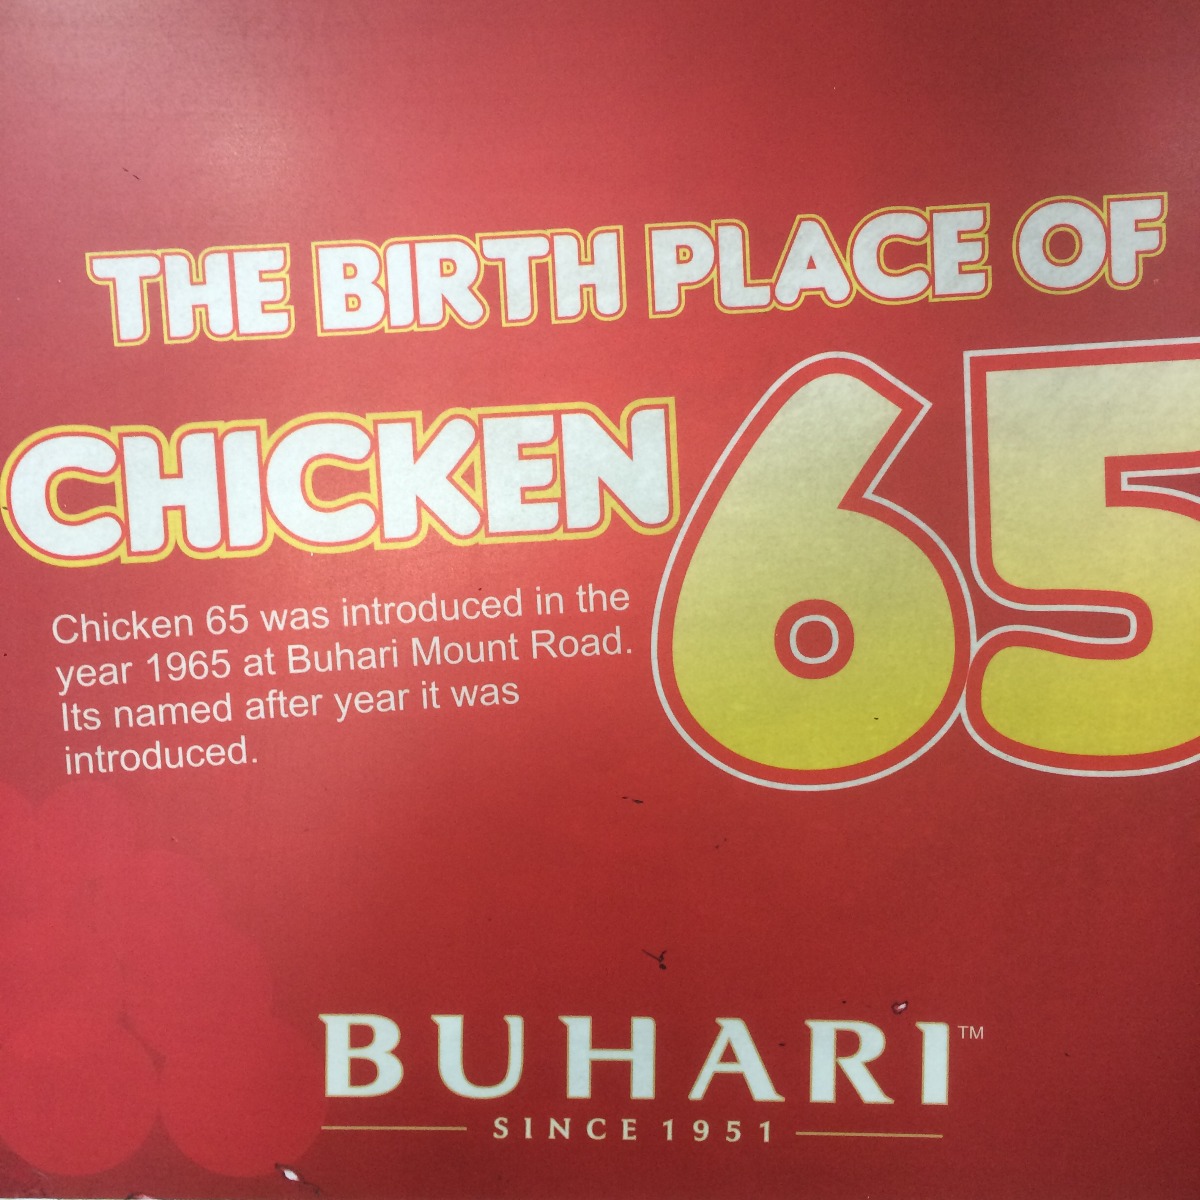 THE BIRTH PLACE OF
CHICKEN 65
Chicken 65 was introduced in the
year 1965 at Buhari Mount Road.
Its named after year it was
introduced.
BUHARI™
SINCE 1951